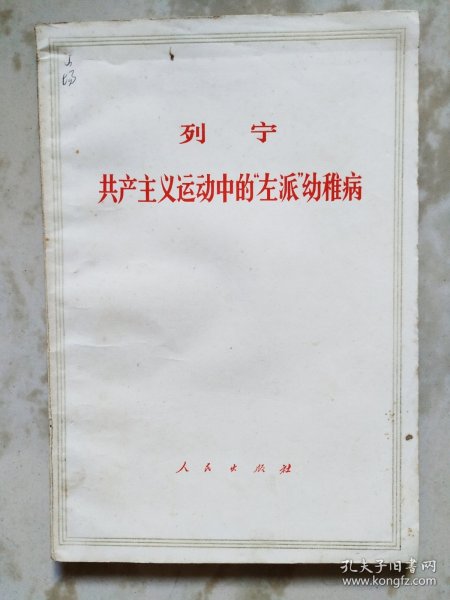 列 宁
共产主义运动中的“左派”幼稚病
人民出版社
孔夫子旧书网
www.kongfz.com